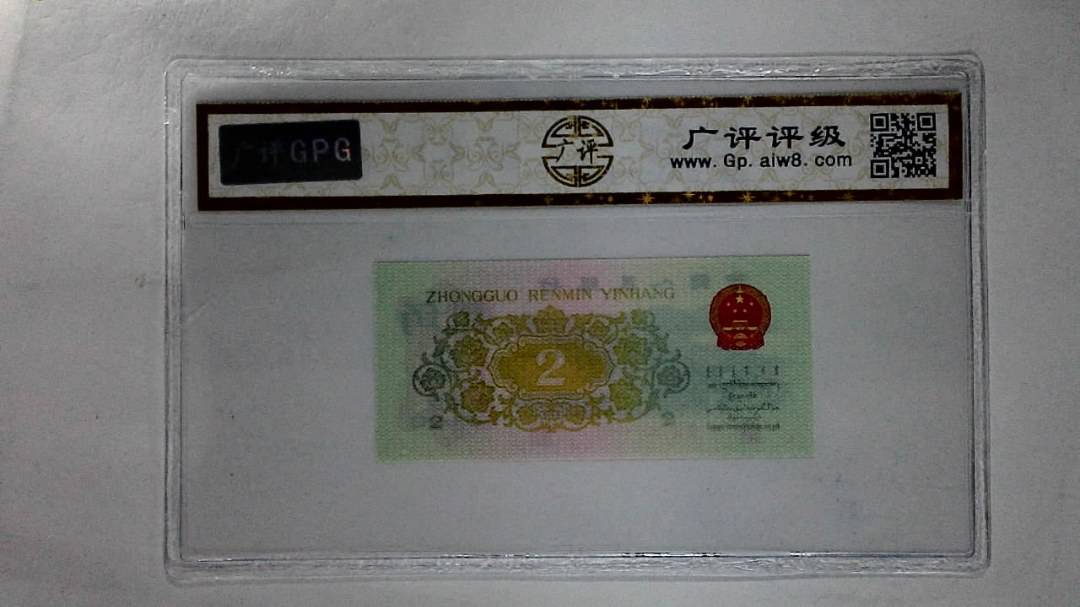 广评GPG
广评
广评评级
www.Gp.aiw8.com
ZHONGGUO RENMIN YINHANG
2
2
2